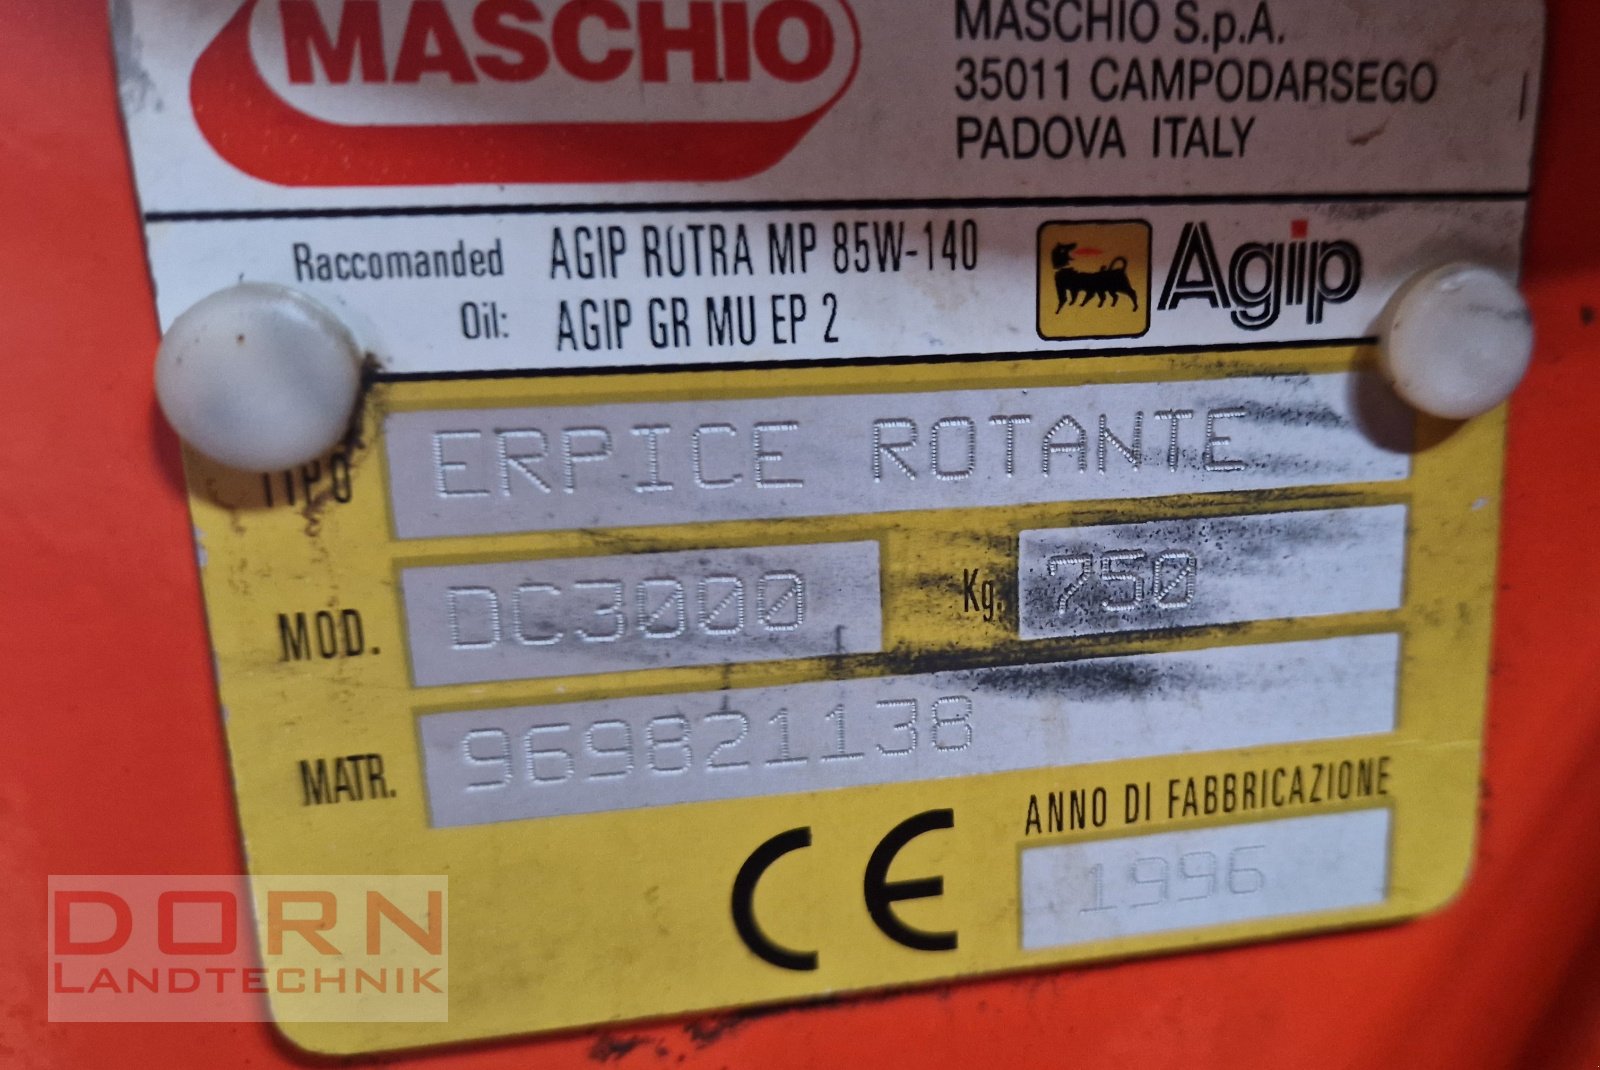 MASCHIO
MASCHIO S.p.A.
35011 CAMPODARSEGO
PADOVA ITALY
Raccomanded Oil:
AGIP ROTRA MP 85W-140
AGIP GR MU EP 2
Agip
TIPO ERPICE ROTANTE
MOD. DC3000 Kg. 750
MATR. 969821138
CE
ANNO DI FABBRICAZIONE
1996
DORN
LANDTECHNIK